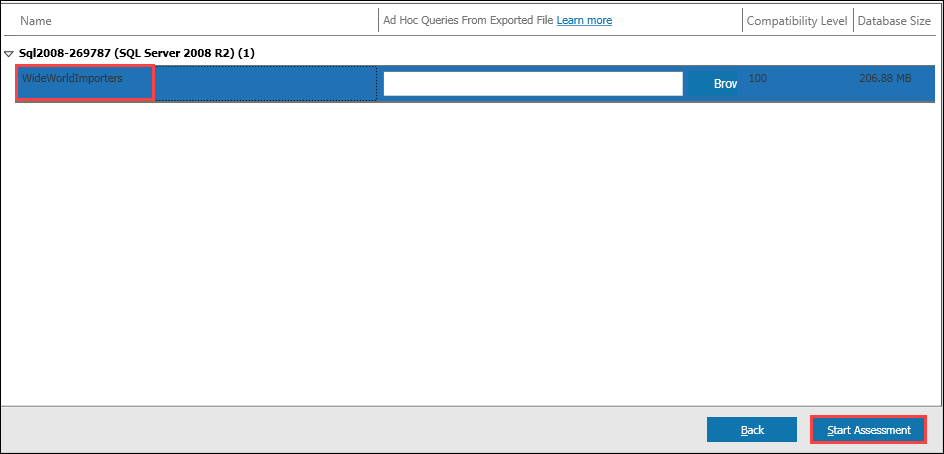 Name Ad Hoc Queries From Exported File Learn more Compatibility Level Database Size
Sql2008-269787 (SQL Server 2008 R2) (1)
WideWorldImporters Brow 100 206.88 MB
Back Start Assessment